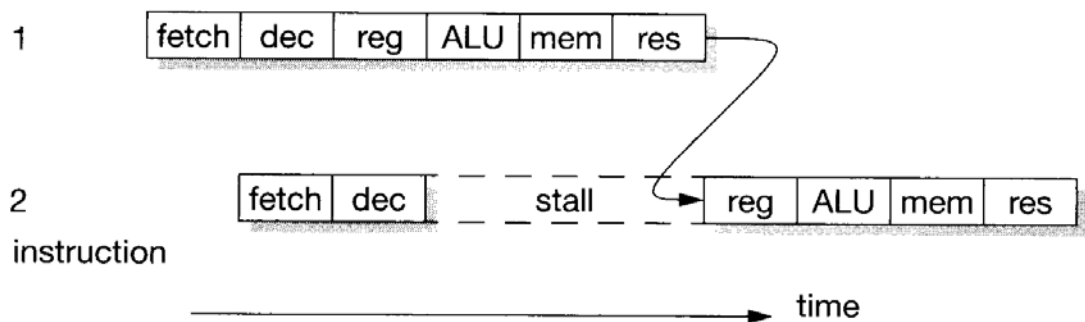 1 fetch dec reg ALU mem res
2 fetch dec stall reg ALU mem res
instruction
time